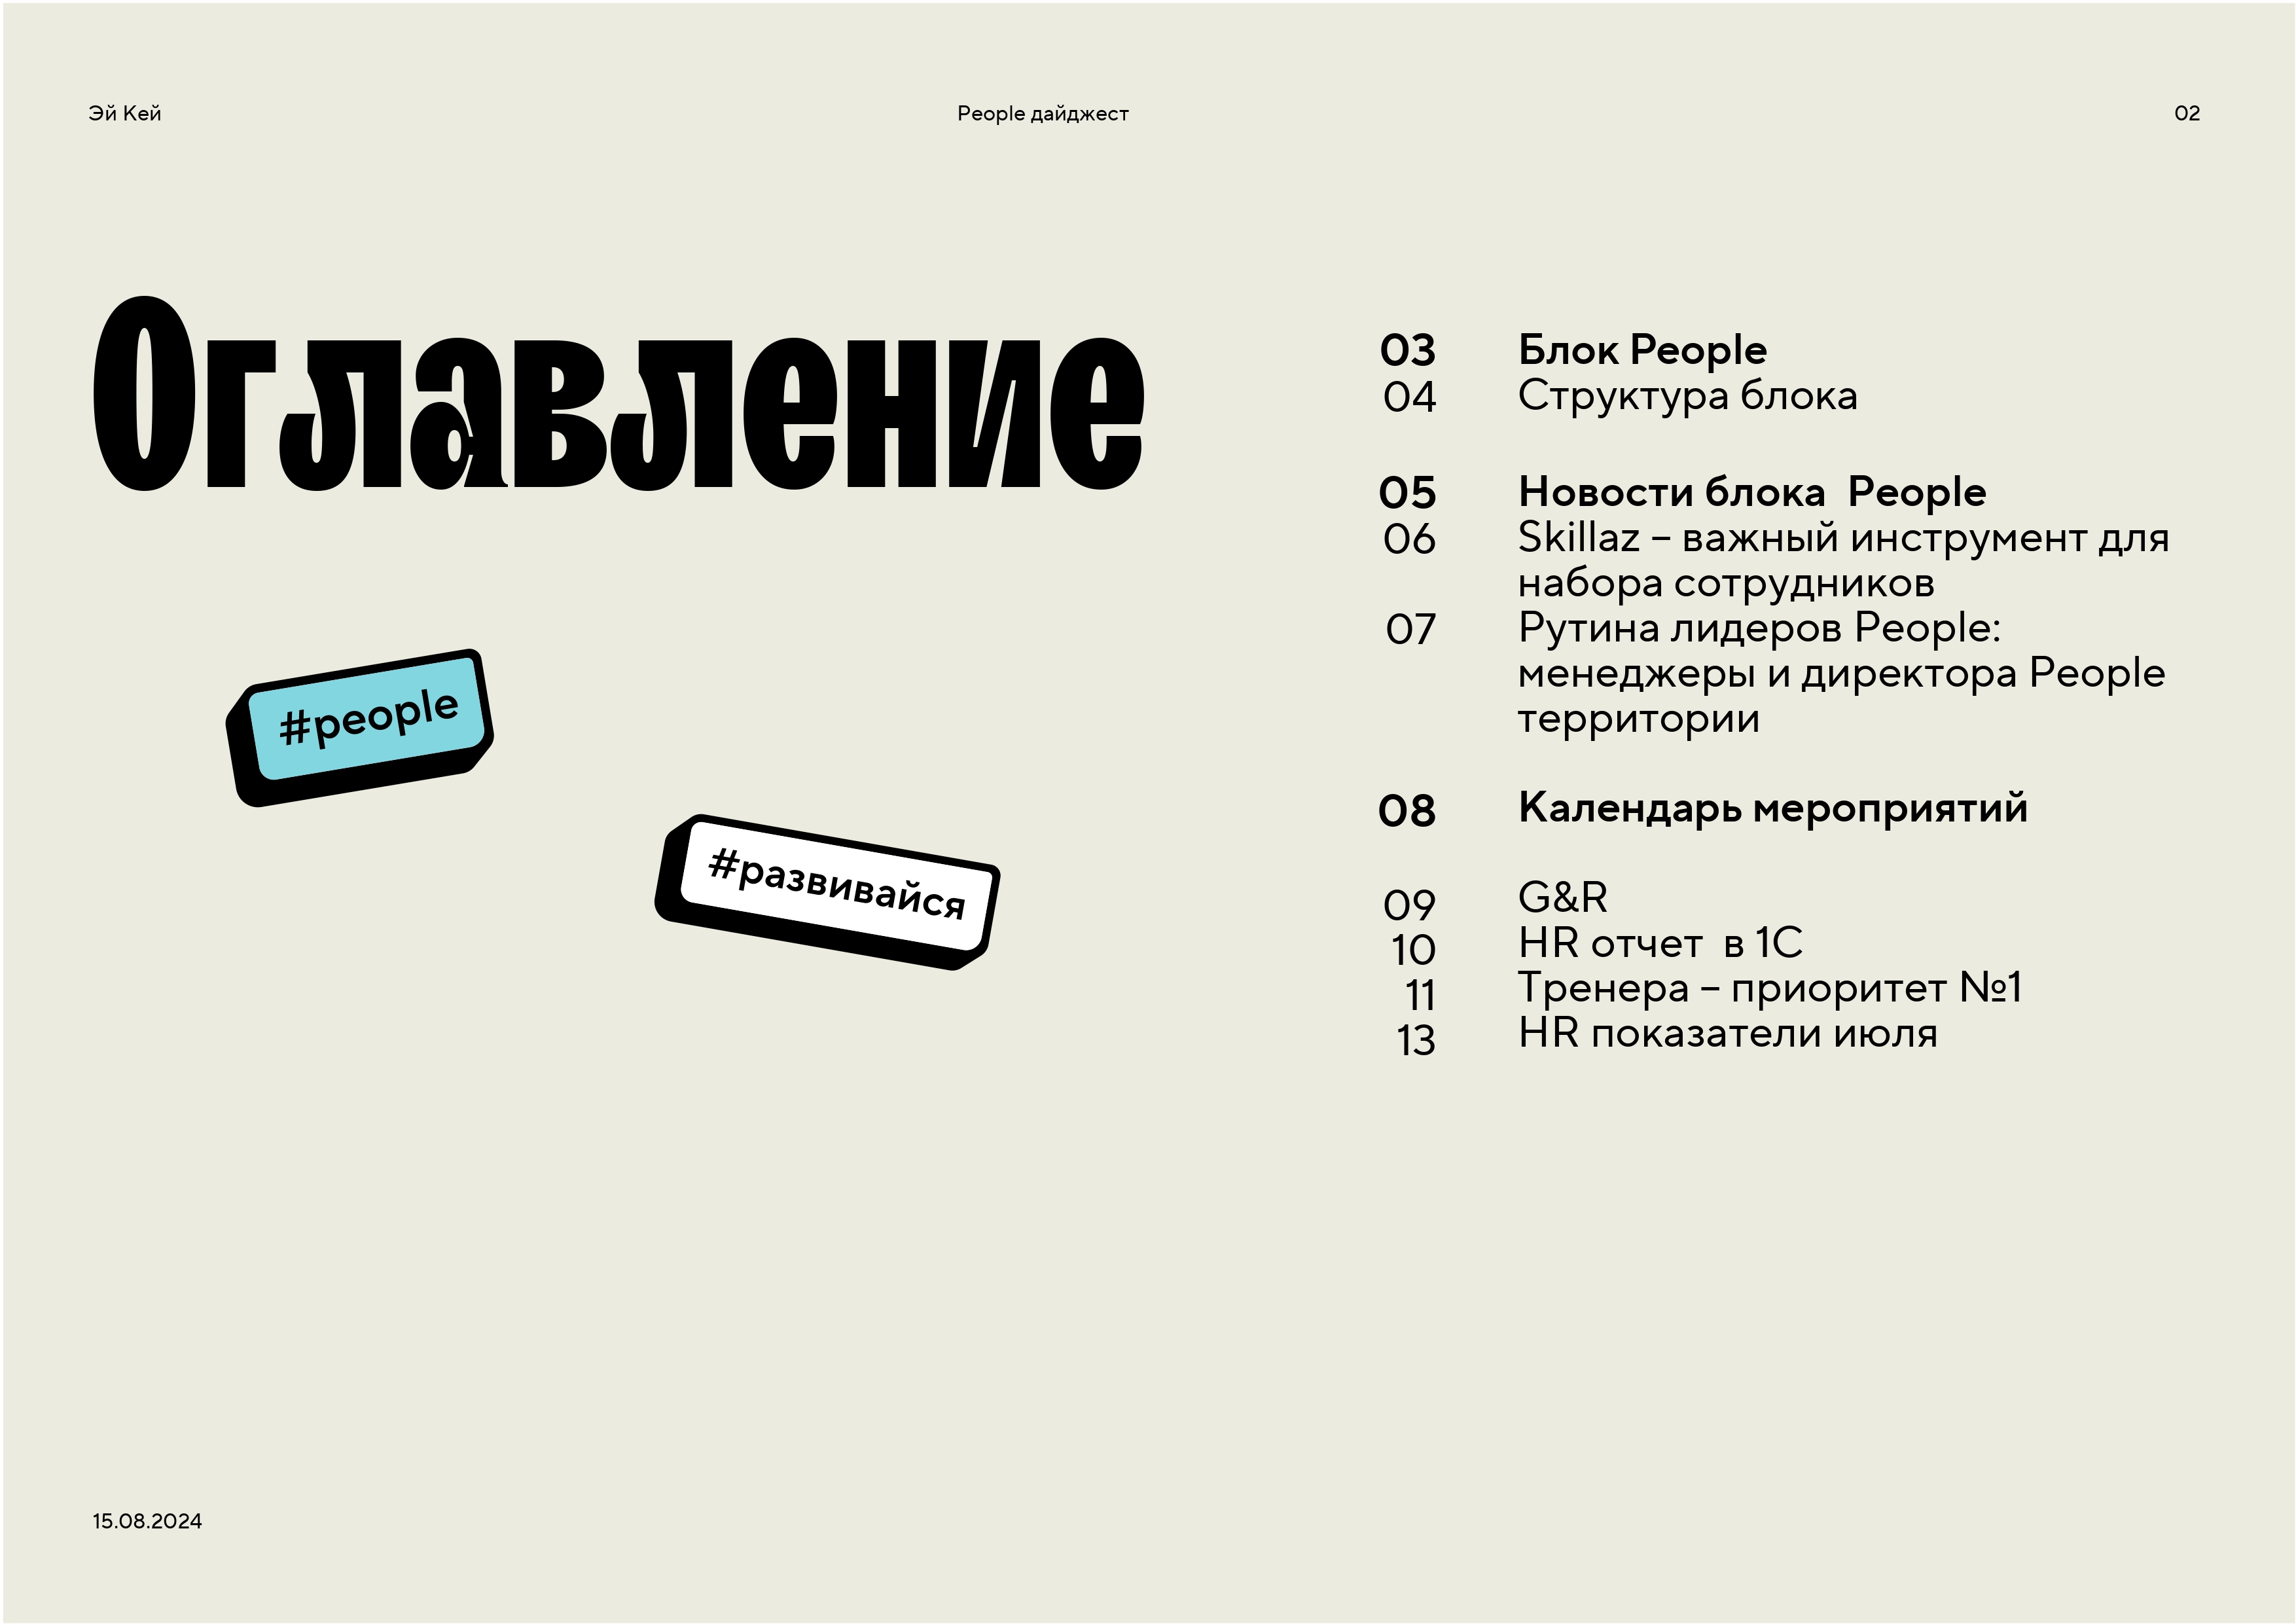 Эй Кей
People дайджест
02
Оглавление
#people
#развивайся
03 Блок People
04 Структура блока
05 Новости блока People
06 Skillaz – важный инструмент для
набора сотрудников
07 Рутина лидеров People:
менеджеры и директора People
территории
08 Календарь мероприятий
09 G&R
10 HR отчет в 1С
11 Тренера – приоритет №1
13 HR показатели июля
15.08.2024